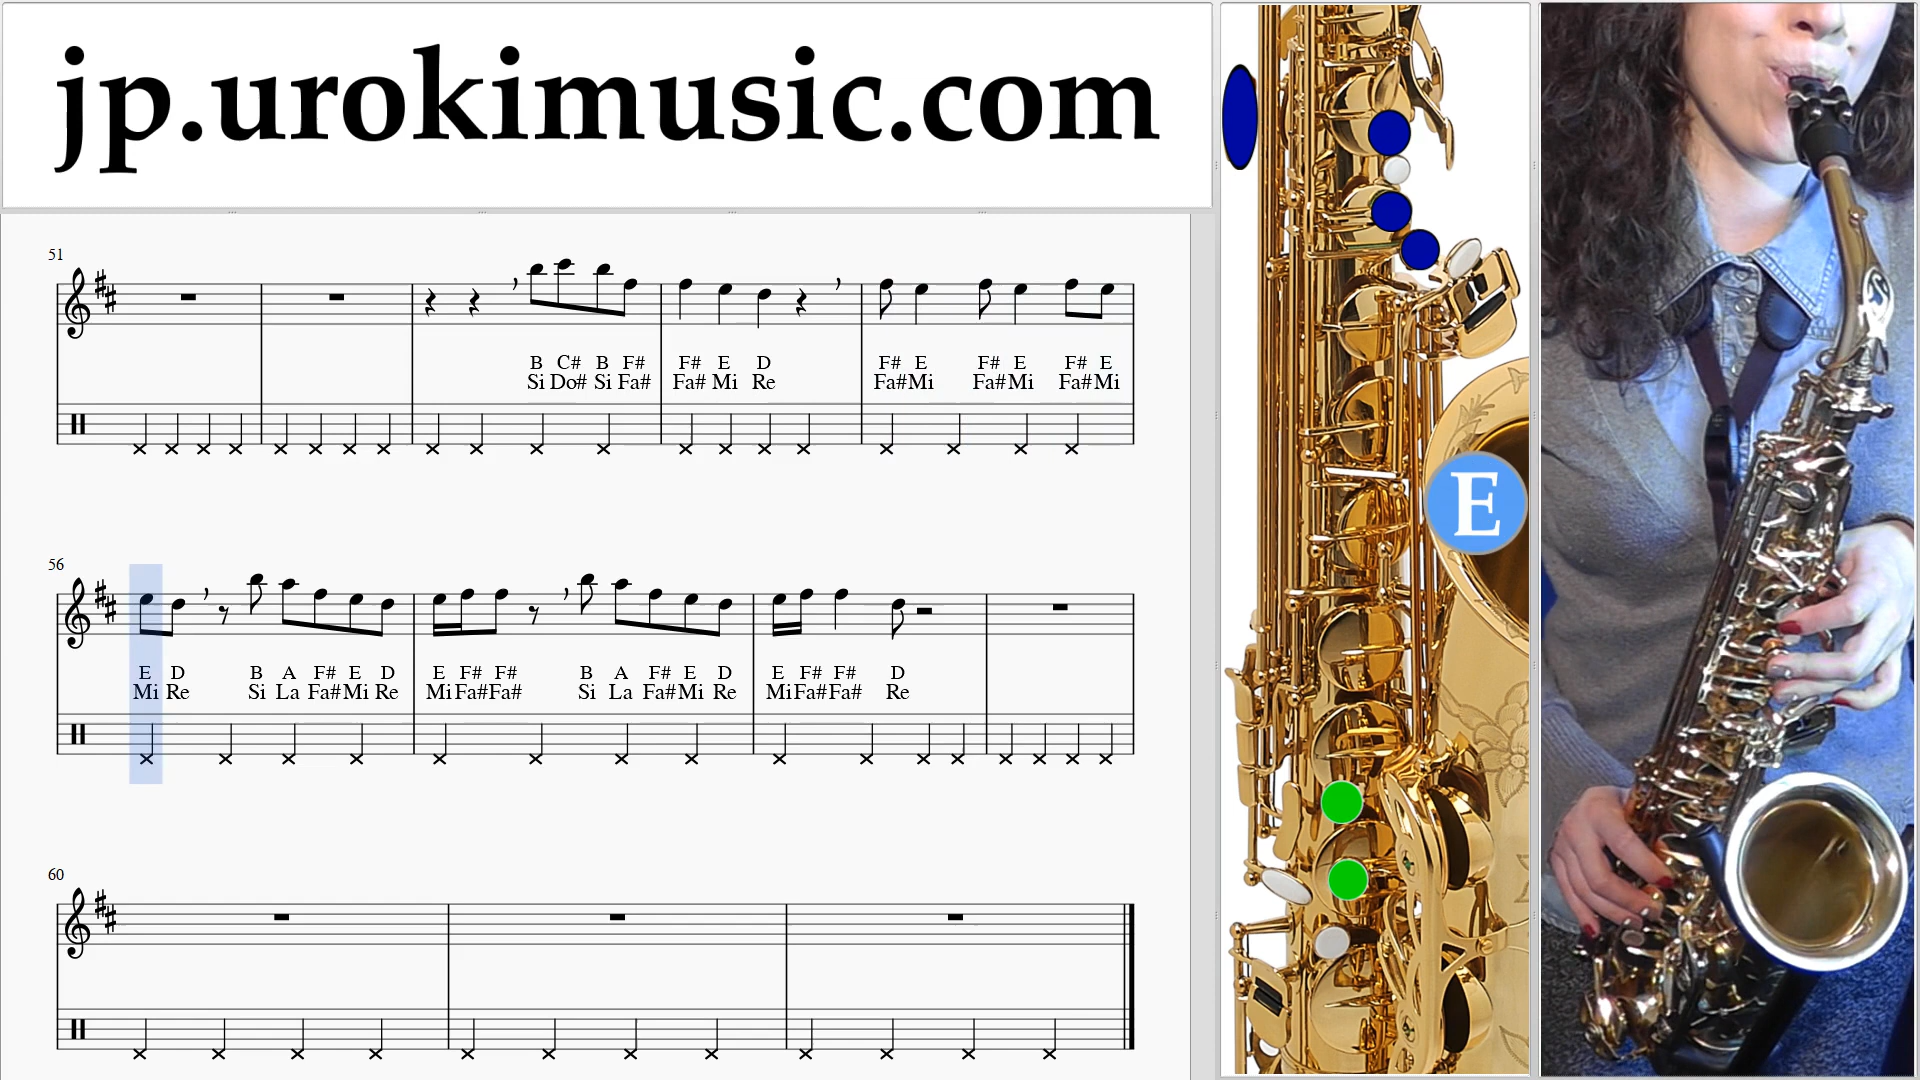 jp.urokimusic.com
51
B C# B F# F# E D F# E F# E F# E
Si Do# Si Fa# Fa# Mi Re Fa# Mi Fa# Mi Fa# Mi
E
56
E D B A F# E D E F# F# B A F# E D E F# F# D
Mi Re Si La Fa# Mi Re Mi Fa# Fa# Si La Fa# Mi Re Mi Fa# Fa# Re
60